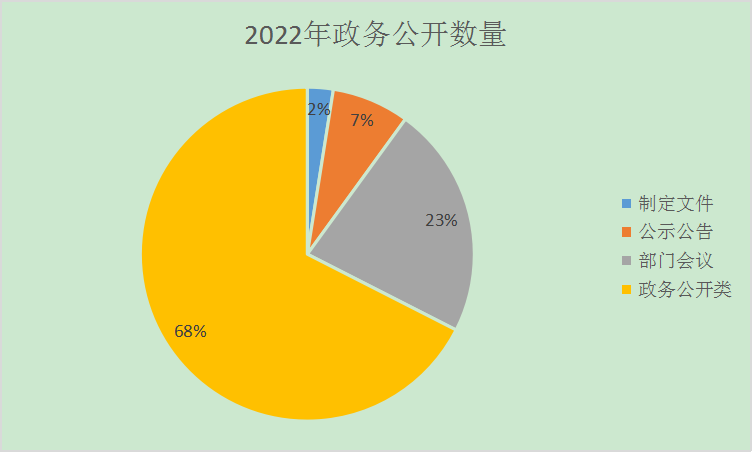 2022年政务公开数量
2%
7%
23%
68%
制定文件
公示公告
部门会议
政务公开类